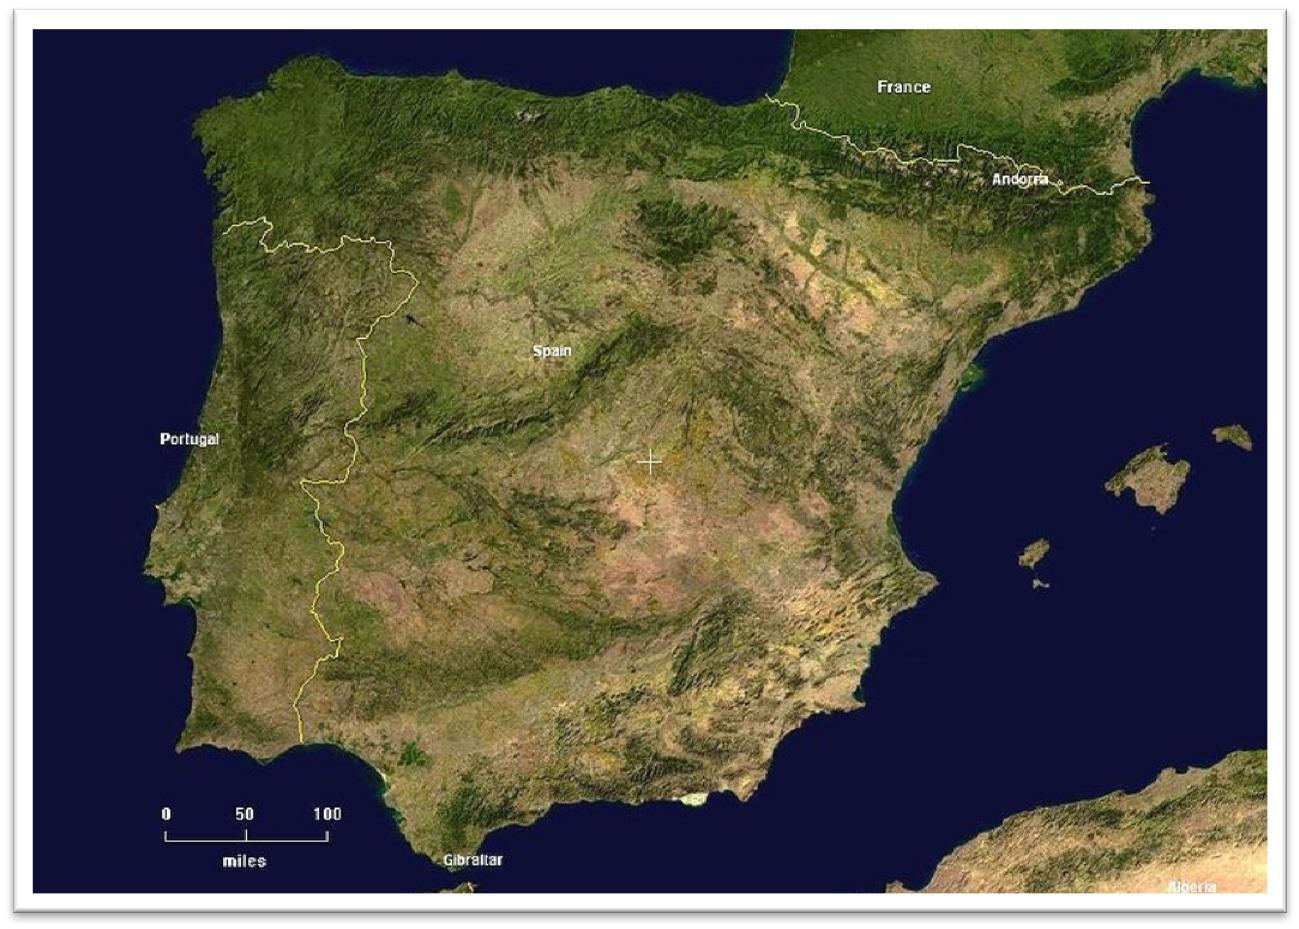 France
Andorra
Spain
Portugal
0 50 100
miles
Gibraltar
Algeria